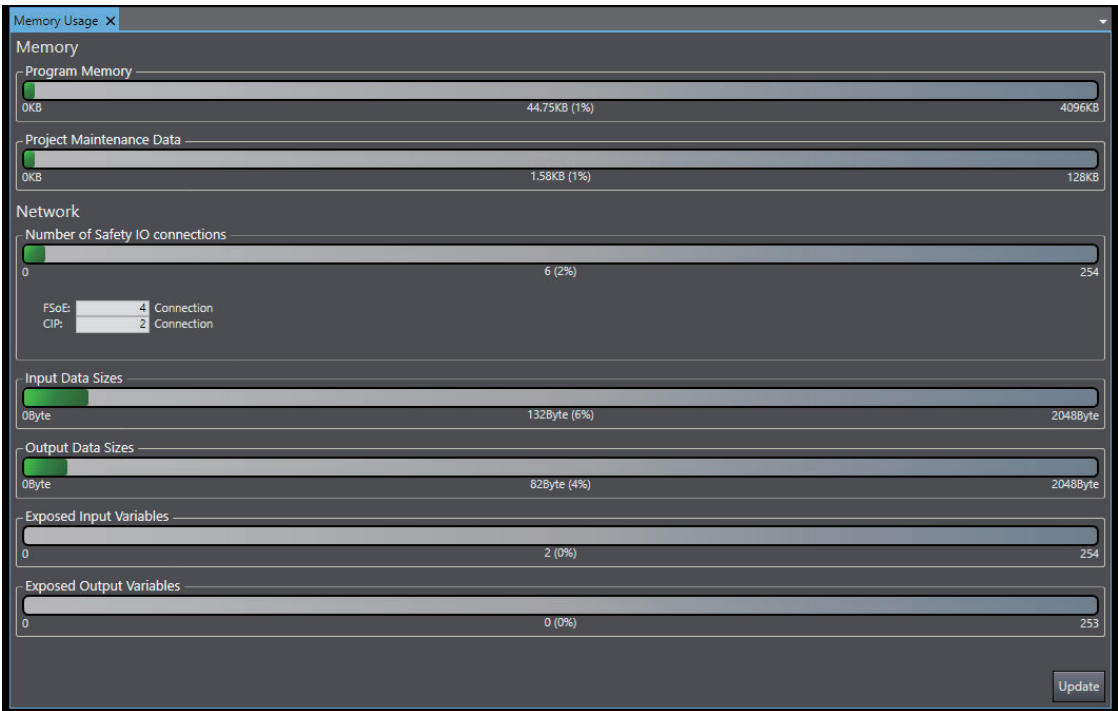 Memory Usage
Memory
Program Memory
0KB 44.75KB (1%) 4096KB
Project Maintenance Data
0KB 1.58KB (1%) 128KB
Network
Number of Safety IO connections
0 6 (2%) 254
FSoE: 4 Connection
CIP: 2 Connection
Input Data Sizes
0Byte 132Byte (6%) 2048Byte
Output Data Sizes
0Byte 82Byte (4%) 2048Byte
Exposed Input Variables
0 2 (0%) 254
Exposed Output Variables
0 0 (0%) 253
Update